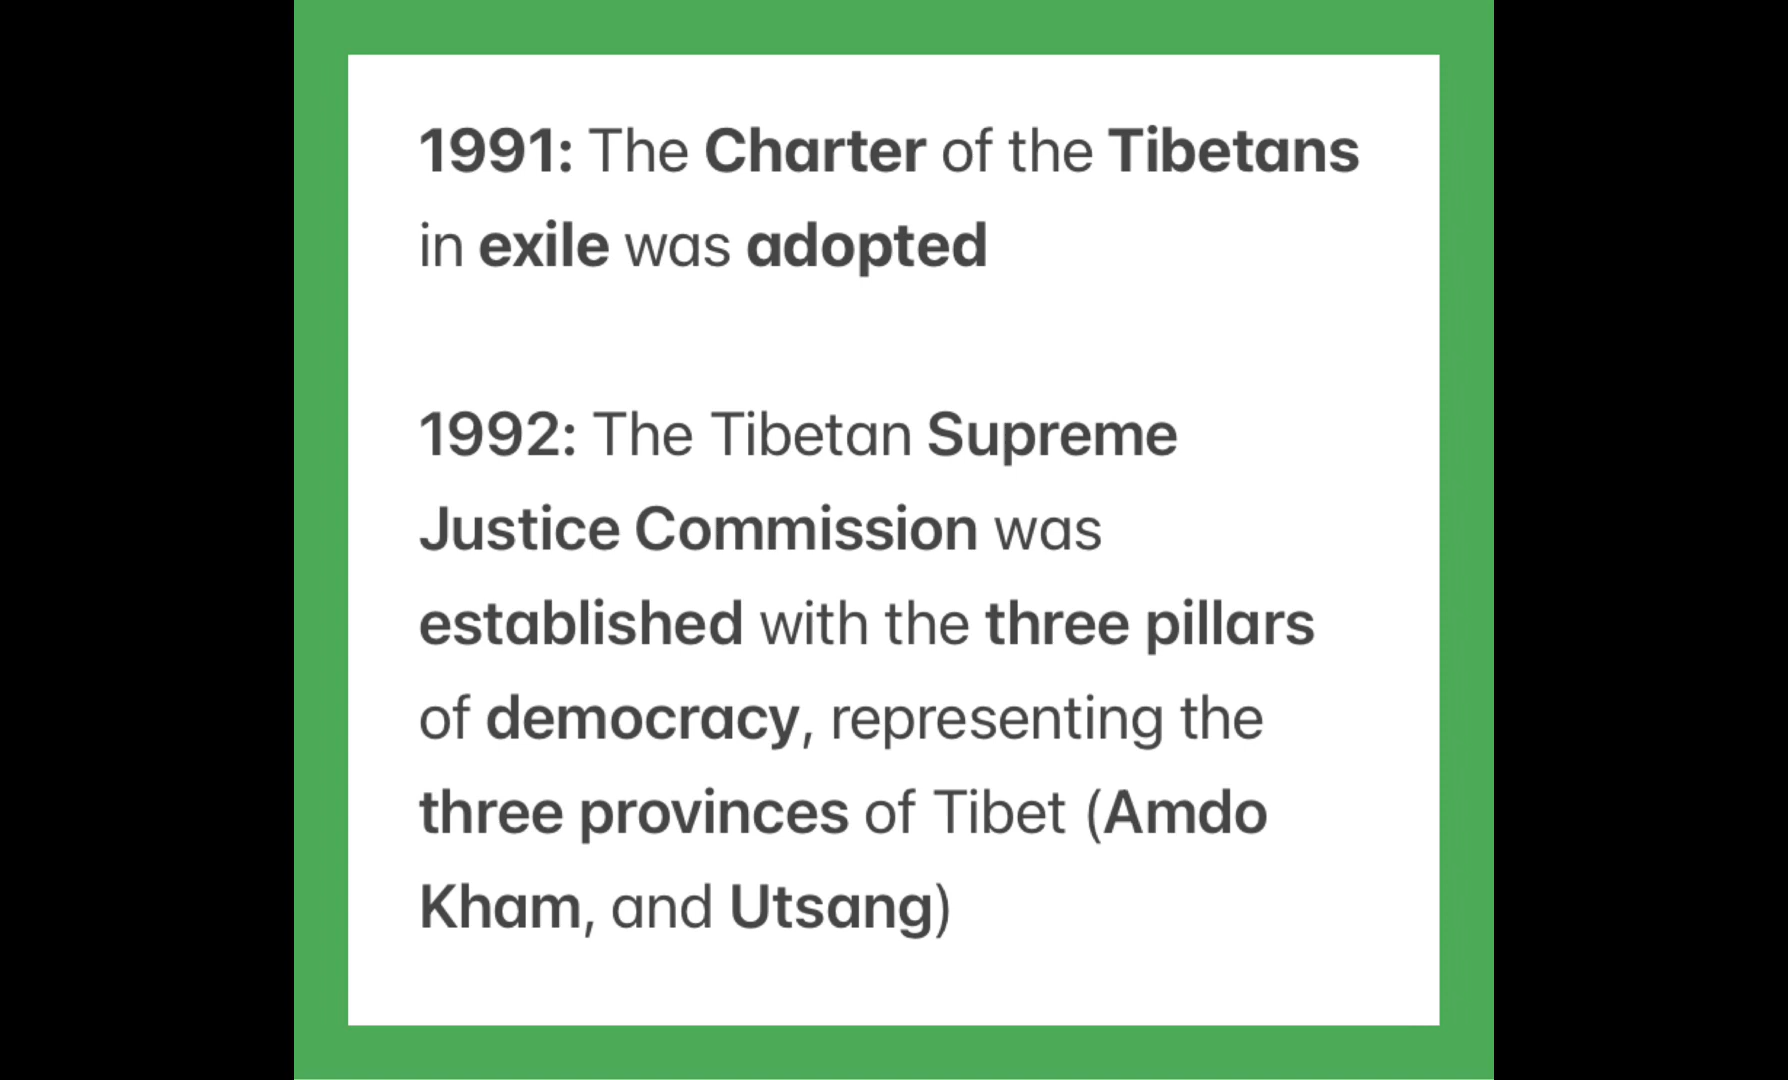 1991: The Charter of the Tibetans
in exile was adopted
1992: The Tibetan Supreme
Justice Commission was
established with the three pillars
of democracy, representing the
three provinces of Tibet (Amdo
Kham, and Utsang)